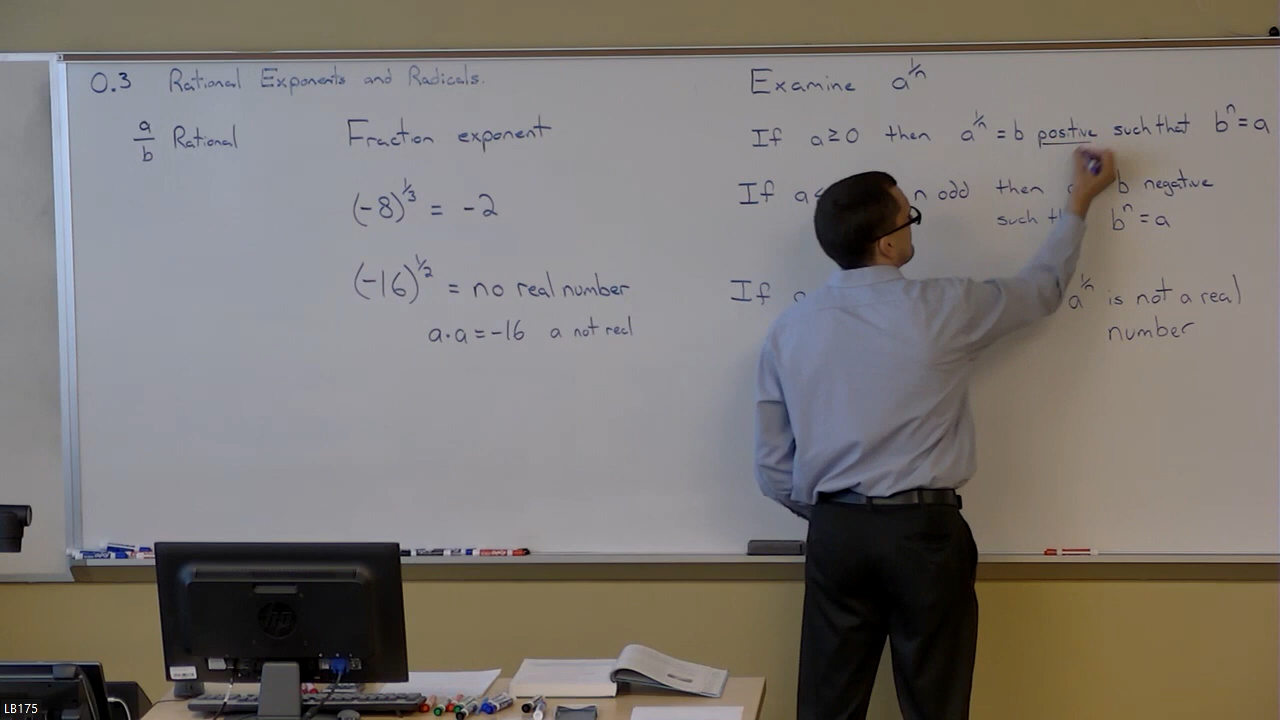 0.3 Rational Exponents and Radicals.
a/b Rational
Fraction exponent
(-8)^{1/3} = -2
(-16)^{1/2} = no real number
a·a = -16 a not real
Examine a^{1/n}
If a ≥ 0 then a^{1/n} = b positive such that b^n = a
If a < n odd then b negative
such b^n = a
If a^{1/n} is not a real
number
hp
LB175